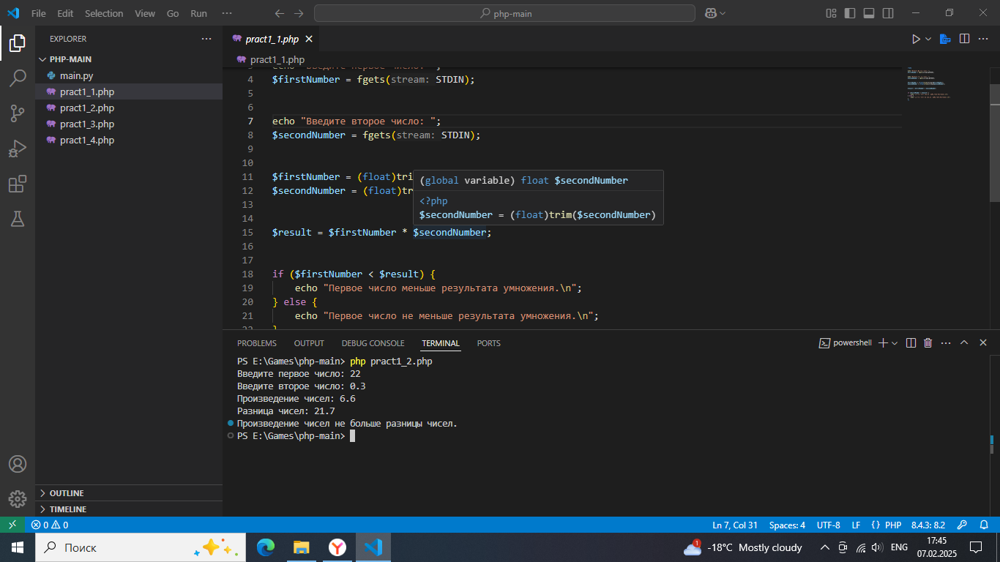 File Edit Selection View Go Run ··· php-main
EXPLORER ···
PHP-MAIN
main.py
pract1_1.php
pract1_2.php
pract1_3.php
pract1_4.php
OUTLINE
TIMELINE
pract1_1.php
pract1_1.php
4 $firstNumber = fgets(stream: STDIN);
5
6
7 echo "Введите второе число: ";
8 $secondNumber = fgets(stream: STDIN);
9
10
11 $firstNumber = (float)tri
12 $secondNumber = (float)tr
(global variable) float $secondNumber
<?php
$secondNumber = (float)trim($secondNumber)
13
14
15 $result = $firstNumber * $secondNumber;
16
17
18 if ($firstNumber < $result) {
19 echo "Первое число меньше результата умножения.\n";
20 } else {
21 echo "Первое число не меньше результата умножения.\n";
22 }
PROBLEMS OUTPUT DEBUG CONSOLE TERMINAL PORTS powershell ···
PS E:\Games\php-main> php pract1_2.php
Введите первое число: 22
Введите второе число: 0.3
Произведение чисел: 6.6
Разница чисел: 21.7
Произведение чисел не больше разницы чисел.
PS E:\Games\php-main>
0 0 Ln 7, Col 31 Spaces: 4 UTF-8 LF {} PHP 8.4.3: 8.2
Поиск 1 -18°C Mostly cloudy ENG 17:45
07.02.2025